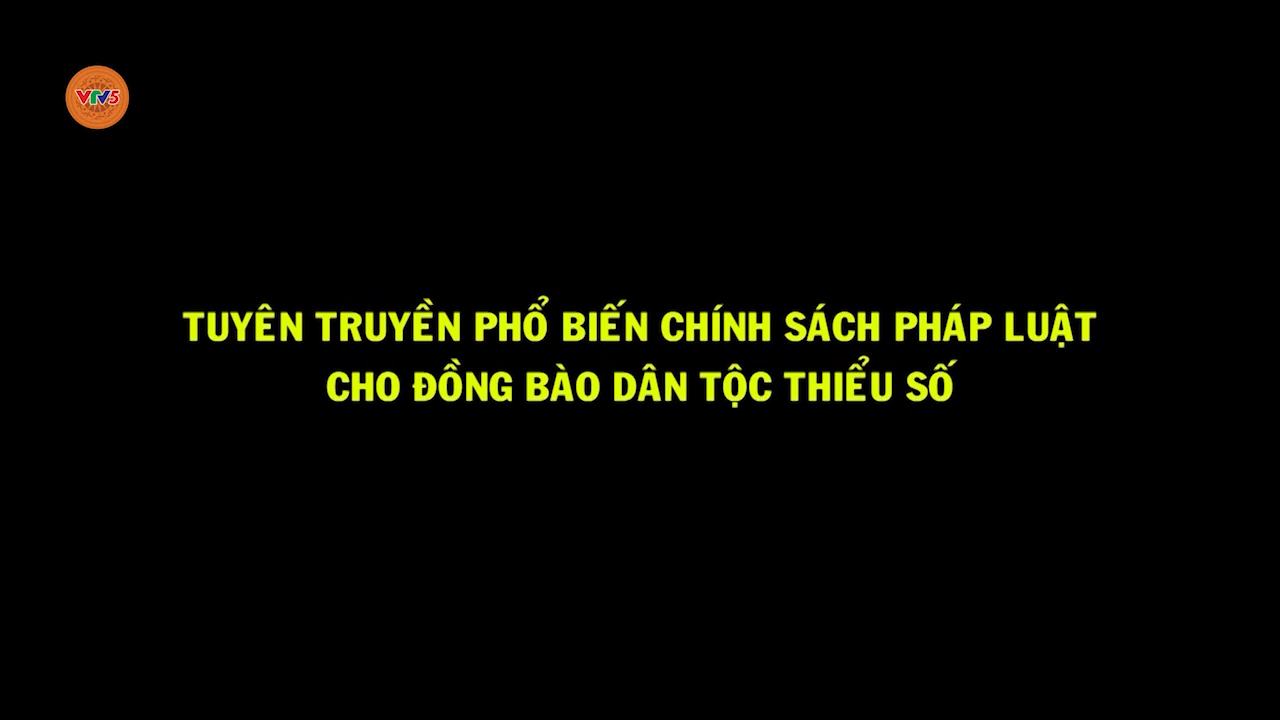 VTV5
TUYÊN TRUYỀN PHỔ BIẾN CHÍNH SÁCH PHÁP LUẬT
CHO ĐỒNG BÀO DÂN TỘC THIỂU SỐ